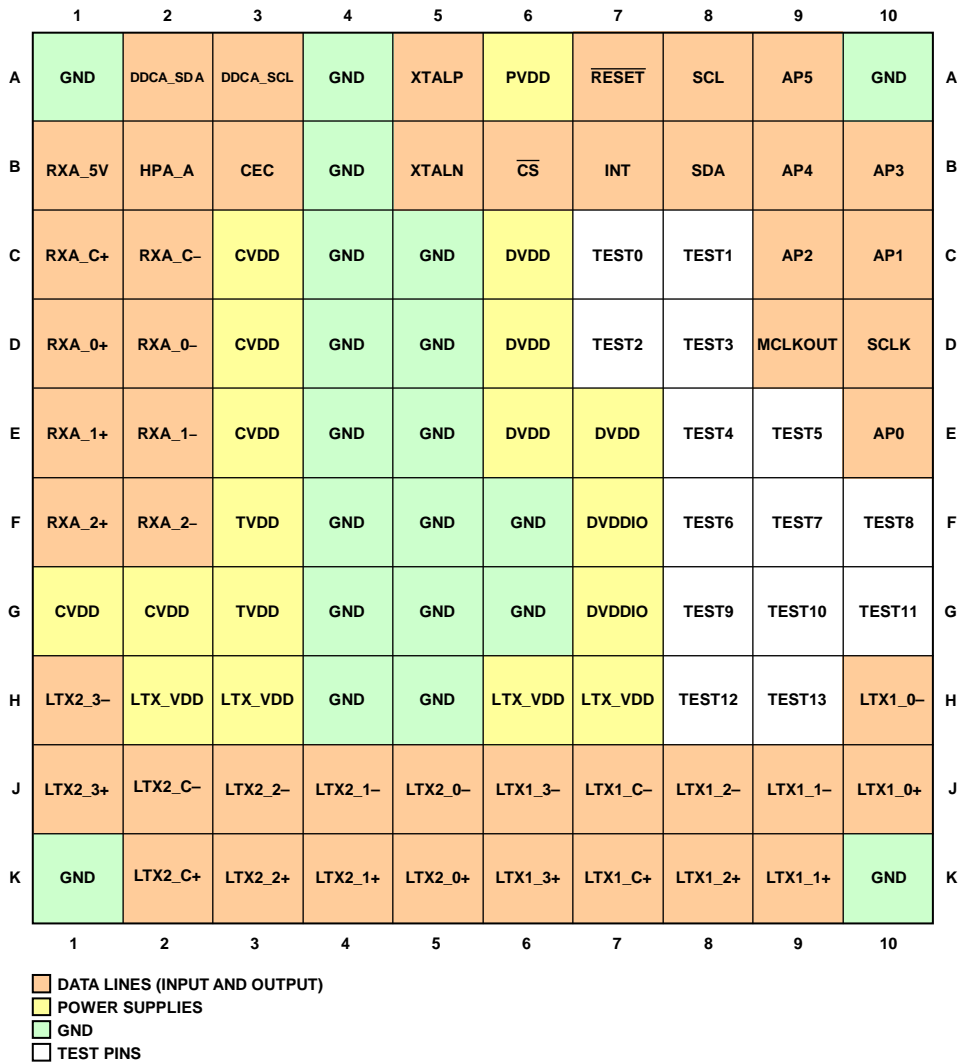 1 2 3 4 5 6 7 8 9 10
A GND DDCA_SDA DDCA_SCL GND XTALP PVDD RESET SCL AP5 GND A
B RXA_5V HPA_A CEC GND XTALN CS INT SDA AP4 AP3 B
C RXA_C+ RXA_C– CVDD GND GND DVDD TEST0 TEST1 AP2 AP1 C
D RXA_0+ RXA_0– CVDD GND GND DVDD TEST2 TEST3 MCLKOUT SCLK D
E RXA_1+ RXA_1– CVDD GND GND DVDD DVDD TEST4 TEST5 AP0 E
F RXA_2+ RXA_2– TVDD GND GND GND DVDDIO TEST6 TEST7 TEST8 F
G CVDD CVDD TVDD GND GND GND DVDDIO TEST9 TEST10 TEST11 G
H LTX2_3– LTX_VDD LTX_VDD GND GND LTX_VDD LTX_VDD TEST12 TEST13 LTX1_0– H
J LTX2_3+ LTX2_C– LTX2_2– LTX2_1– LTX2_0– LTX1_3– LTX1_C– LTX1_2– LTX1_1– LTX1_0+ J
K GND LTX2_C+ LTX2_2+ LTX2_1+ LTX2_0+ LTX1_3+ LTX1_C+ LTX1_2+ LTX1_1+ GND K
1 2 3 4 5 6 7 8 9 10
DATA LINES (INPUT AND OUTPUT)
POWER SUPPLIES
GND
TEST PINS